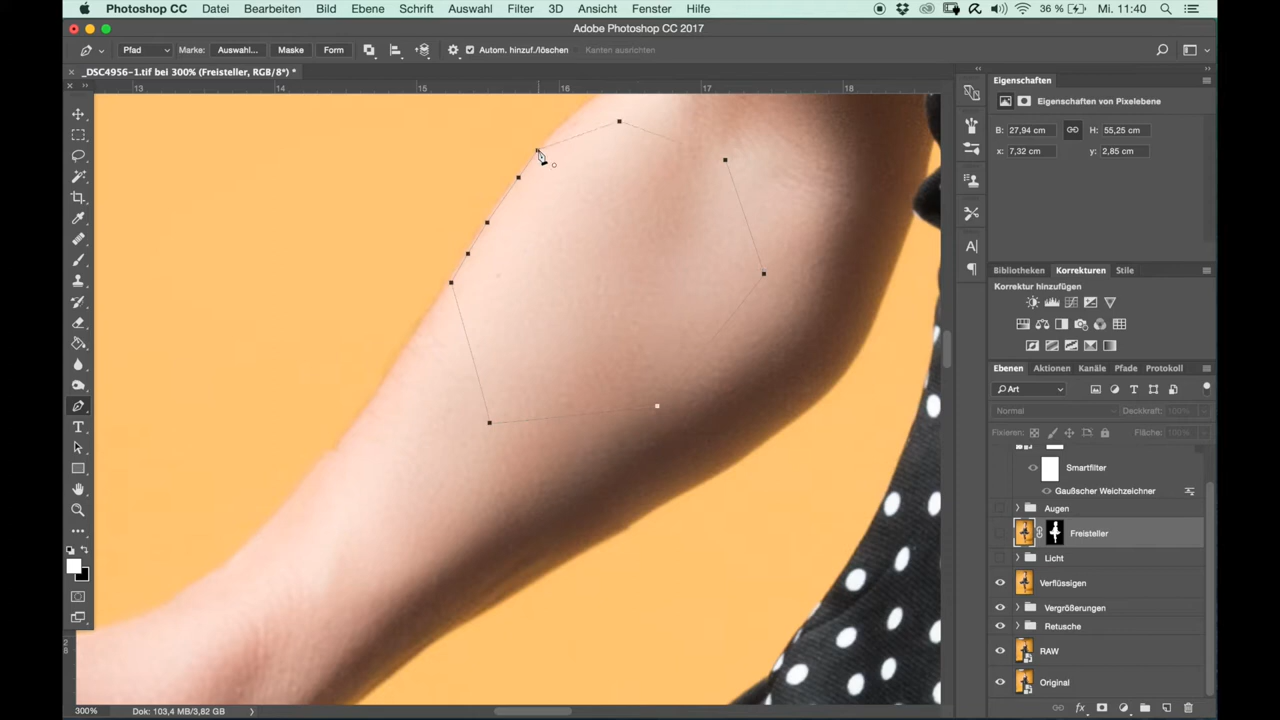 Photoshop CC Datei Bearbeiten Bild Ebene Schrift Auswahl Filter 3D Ansicht Fenster Hilfe 36 % Mi. 11:40
Adobe Photoshop CC 2017
Pfad Marke: Auswahl... Maske Form Autom. hinzuf./löschen Kanten ausrichten
_DSC4956-1.tif bei 300% (Freisteller, RGB/8*) *
13 14 15 16 17 18
Eigenschaften
Eigenschaften von Pixelebene
B: 27,94 cm H: 55,25 cm
x: 7,32 cm y: 2,85 cm
Bibliotheken Korrekturen Stile
Korrektur hinzufügen
Ebenen Aktionen Kanäle Pfade Protokoll
Art
Normal Deckkraft: 100%
Fixieren: Fläche: 100%
Smartfilter
Gaußscher Weichzeichner
Augen
Freisteller
Licht
Verflüssigen
Vergrößerungen
Retusche
RAW
Original
300% Dok: 103,4 MB/3,82 GB